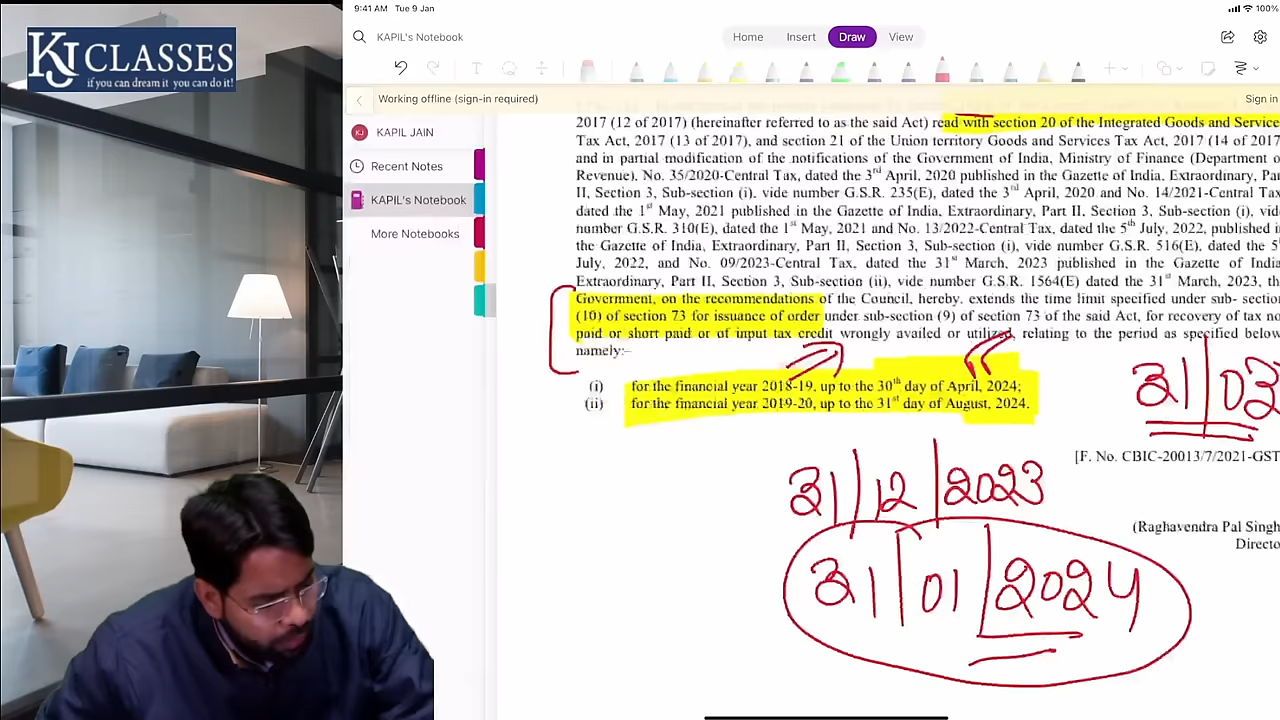 9:41 AM Tue 9 Jan
100%
KJ CLASSES
if you can dream it you can do it!
KAPIL's Notebook
Home Insert Draw View
Working offline (sign-in required)
Sign in
KJ KAPIL JAIN
Recent Notes
KAPIL's Notebook
More Notebooks
2017 (12 of 2017) (hereinafter referred to as the said Act) read with section 20 of the Integrated Goods and Service
Tax Act, 2017 (13 of 2017), and section 21 of the Union territory Goods and Services Tax Act, 2017 (14 of 2017
and in partial modification of the notifications of the Government of India, Ministry of Finance (Department o
Revenue), No. 35/2020-Central Tax, dated the 3rd April, 2020 published in the Gazette of India, Extraordinary, Par
II, Section 3, Sub-section (i), vide number G.S.R. 235(E), dated the 3rd April, 2020 and No. 14/2021-Central Tax
dated the 1st May, 2021 published in the Gazette of India, Extraordinary, Part II, Section 3, Sub-section (i), vid
number G.S.R. 310(E), dated the 1st May, 2021 and No. 13/2022-Central Tax, dated the 5th July, 2022, published i
the Gazette of India, Extraordinary, Part II, Section 3, Sub-section (i), vide number G.S.R. 516(E), dated the 5
July, 2022, and No. 09/2023-Central Tax, dated the 31st March, 2023 published in the Gazette of India
Extraordinary, Part II, Section 3, Sub-section (ii), vide number G.S.R. 1564(E) dated the 31st March, 2023, th
Government, on the recommendations of the Council, hereby, extends the time limit specified under sub- section
(10) of section 73 for issuance of order under sub-section (9) of section 73 of the said Act, for recovery of tax no
paid or short paid or of input tax credit wrongly availed or utilized, relating to the period as specified below
namely:–
(i) for the financial year 2018-19, up to the 30th day of April, 2024;
(ii) for the financial year 2019-20, up to the 31st day of August, 2024.
31|03
[F. No. CBIC-20013/7/2021-GST
31|12|2023
(Raghavendra Pal Singh
Directo
31|01|2024